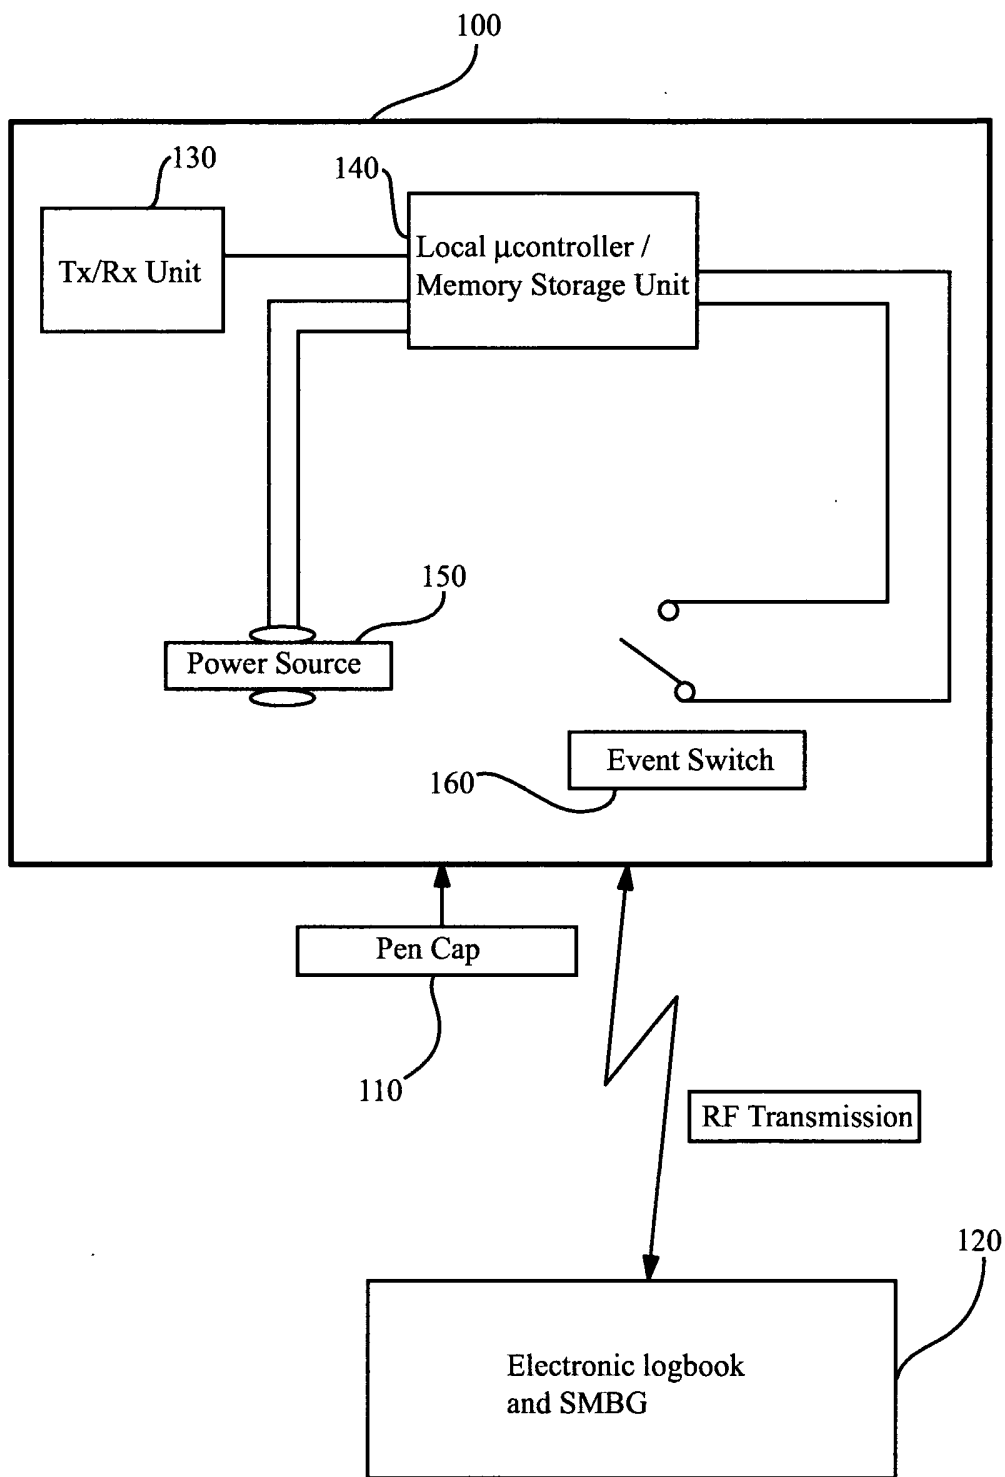 100
130
140
Tx/Rx Unit
Local μcontroller /
Memory Storage Unit
150
Power Source
Event Switch
160
Pen Cap
110
RF Transmission
120
Electronic logbook
and SMBG